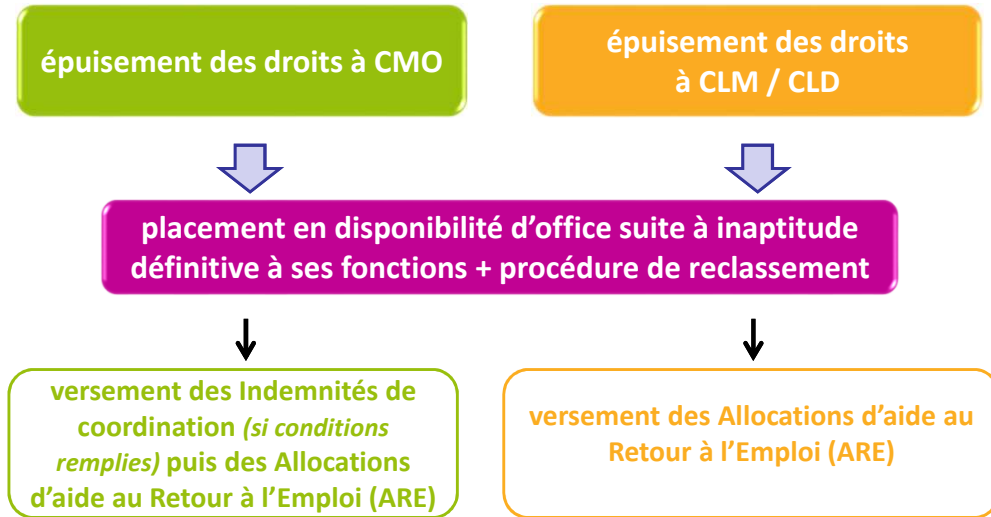 épuisement des droits à CMO
épuisement des droits
à CLM / CLD
placement en disponibilité d’office suite à inaptitude
définitive à ses fonctions + procédure de reclassement
versement des Indemnités de
coordination (si conditions
remplies) puis des Allocations
d’aide au Retour à l’Emploi (ARE)
versement des Allocations d’aide au
Retour à l’Emploi (ARE)